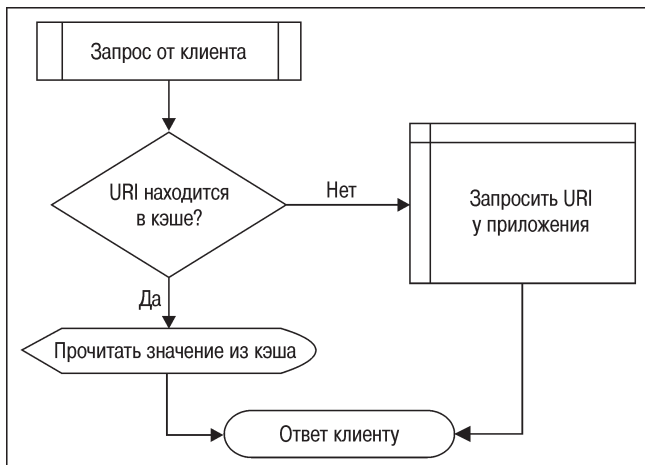 Запрос от клиента
URI находится
в кэше?
Нет
Запросить URI
у приложения
Да
Прочитать значение из кэша
Ответ клиенту